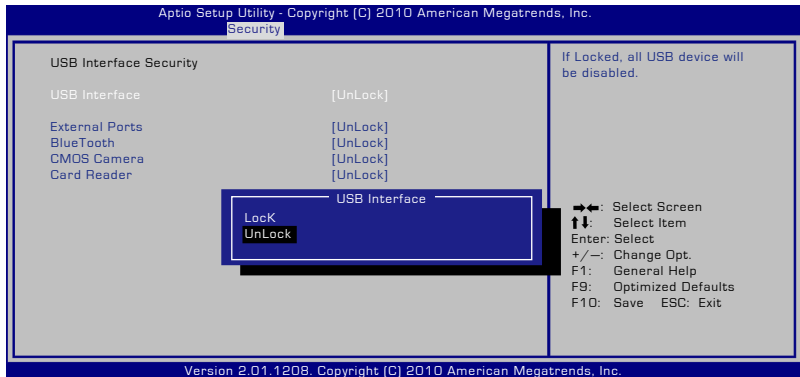 Aptio Setup Utility - Copyright (C) 2010 American Megatrends, Inc.
Security
USB Interface Security
USB Interface [UnLock]
External Ports [UnLock]
BlueTooth [UnLock]
CMOS Camera [UnLock]
Card Reader [UnLock]
USB Interface
LocK
UnLock
If Locked, all USB device will
be disabled.
→←: Select Screen
↑↓: Select Item
Enter: Select
+/—: Change Opt.
F1: General Help
F9: Optimized Defaults
F10: Save ESC: Exit
Version 2.01.1208. Copyright (C) 2010 American Megatrends, Inc.